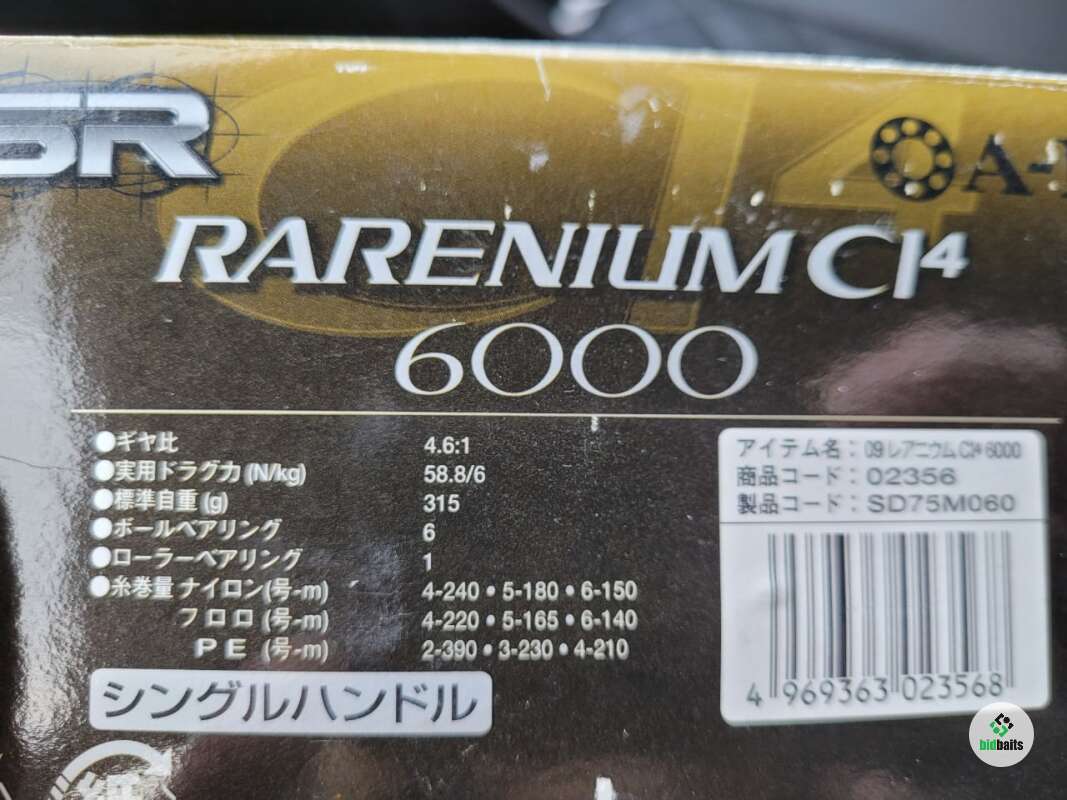 SR
A-
RARENIUM CI4
6000
●ギヤ比 4.6:1
●実用ドラグ力(N/kg) 58.8/6
●標準自重(g) 315
●ボールベアリング 6
●ローラーベアリング 1
●糸巻量 ナイロン(号-m) 4-240・5-180・6-150
フロロ(号-m) 4-220・5-165・6-140
PE (号-m) 2-390・3-230・4-210
シングルハンドル
アイテム名：09レアニウム CI4 6000
商品コード：02356
製品コード：SD75M060
4 969363 023568
bidbaits